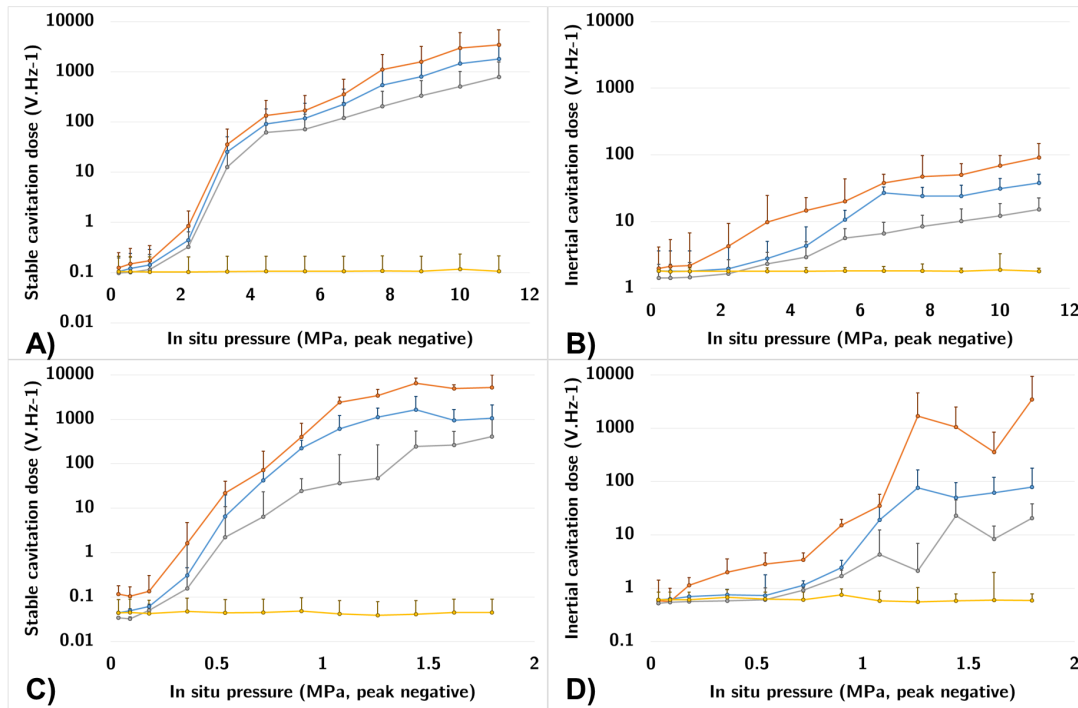 10000
1000
100
10
1
0.1
0.01
Stable cavitation dose (V.Hz-1)
0 2 4 6 8 10 12
In situ pressure (MPa, peak negative)
A)
10000
1000
100
10
1
Inertial cavitation dose (V.Hz-1)
0 2 4 6 8 10 12
In situ pressure (MPa, peak negative)
B)
10000
1000
100
10
1
0.1
0.01
Stable cavitation dose (V.Hz-1)
0 0.5 1 1.5 2
In situ pressure (MPa, peak negative)
C)
10000
1000
100
10
1
0.1
Inertial cavitation dose (V.Hz-1)
0 0.5 1 1.5 2
In situ pressure (MPa, peak negative)
D)